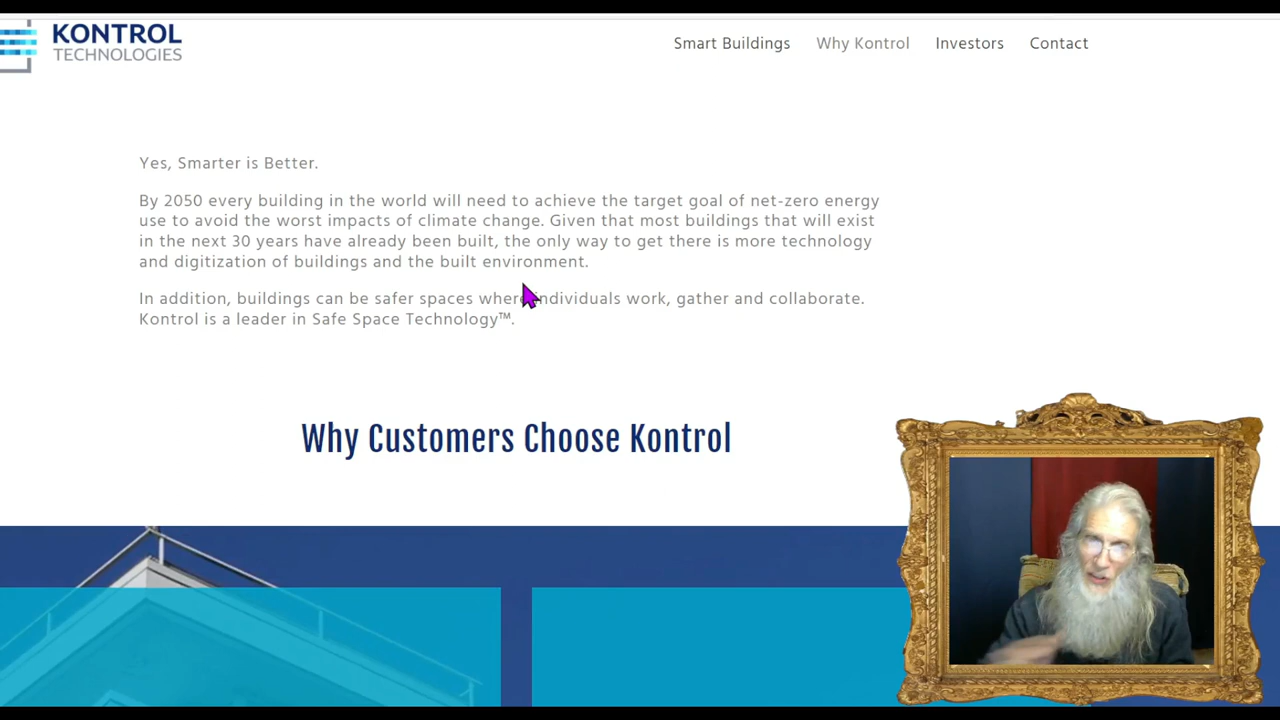 KONTROL
TECHNOLOGIES
Smart Buildings
Why Kontrol
Investors
Contact
Yes, Smarter is Better.
By 2050 every building in the world will need to achieve the target goal of net-zero energy
use to avoid the worst impacts of climate change. Given that most buildings that will exist
in the next 30 years have already been built, the only way to get there is more technology
and digitization of buildings and the built environment.
In addition, buildings can be safer spaces where individuals work, gather and collaborate.
Kontrol is a leader in Safe Space Technology™.
Why Customers Choose Kontrol